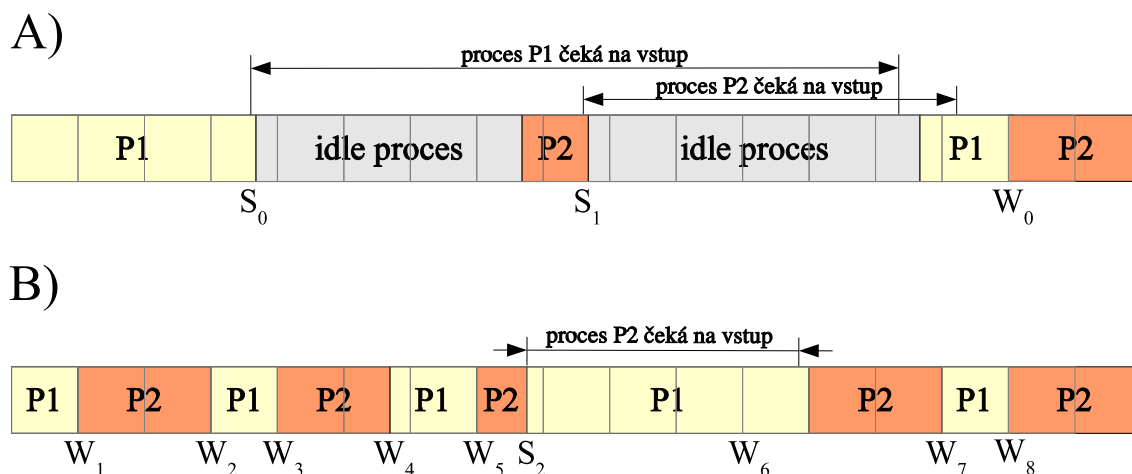 A)
proces P1 čeká na vstup
proces P2 čeká na vstup
P1 idle proces P2 idle proces P1 P2
S0 S1 W0
B)
proces P2 čeká na vstup
P1 P2 P1 P2 P1 P2 P1 P2 P1 P2
W1 W2 W3 W4 W5 S2 W6 W7 W8